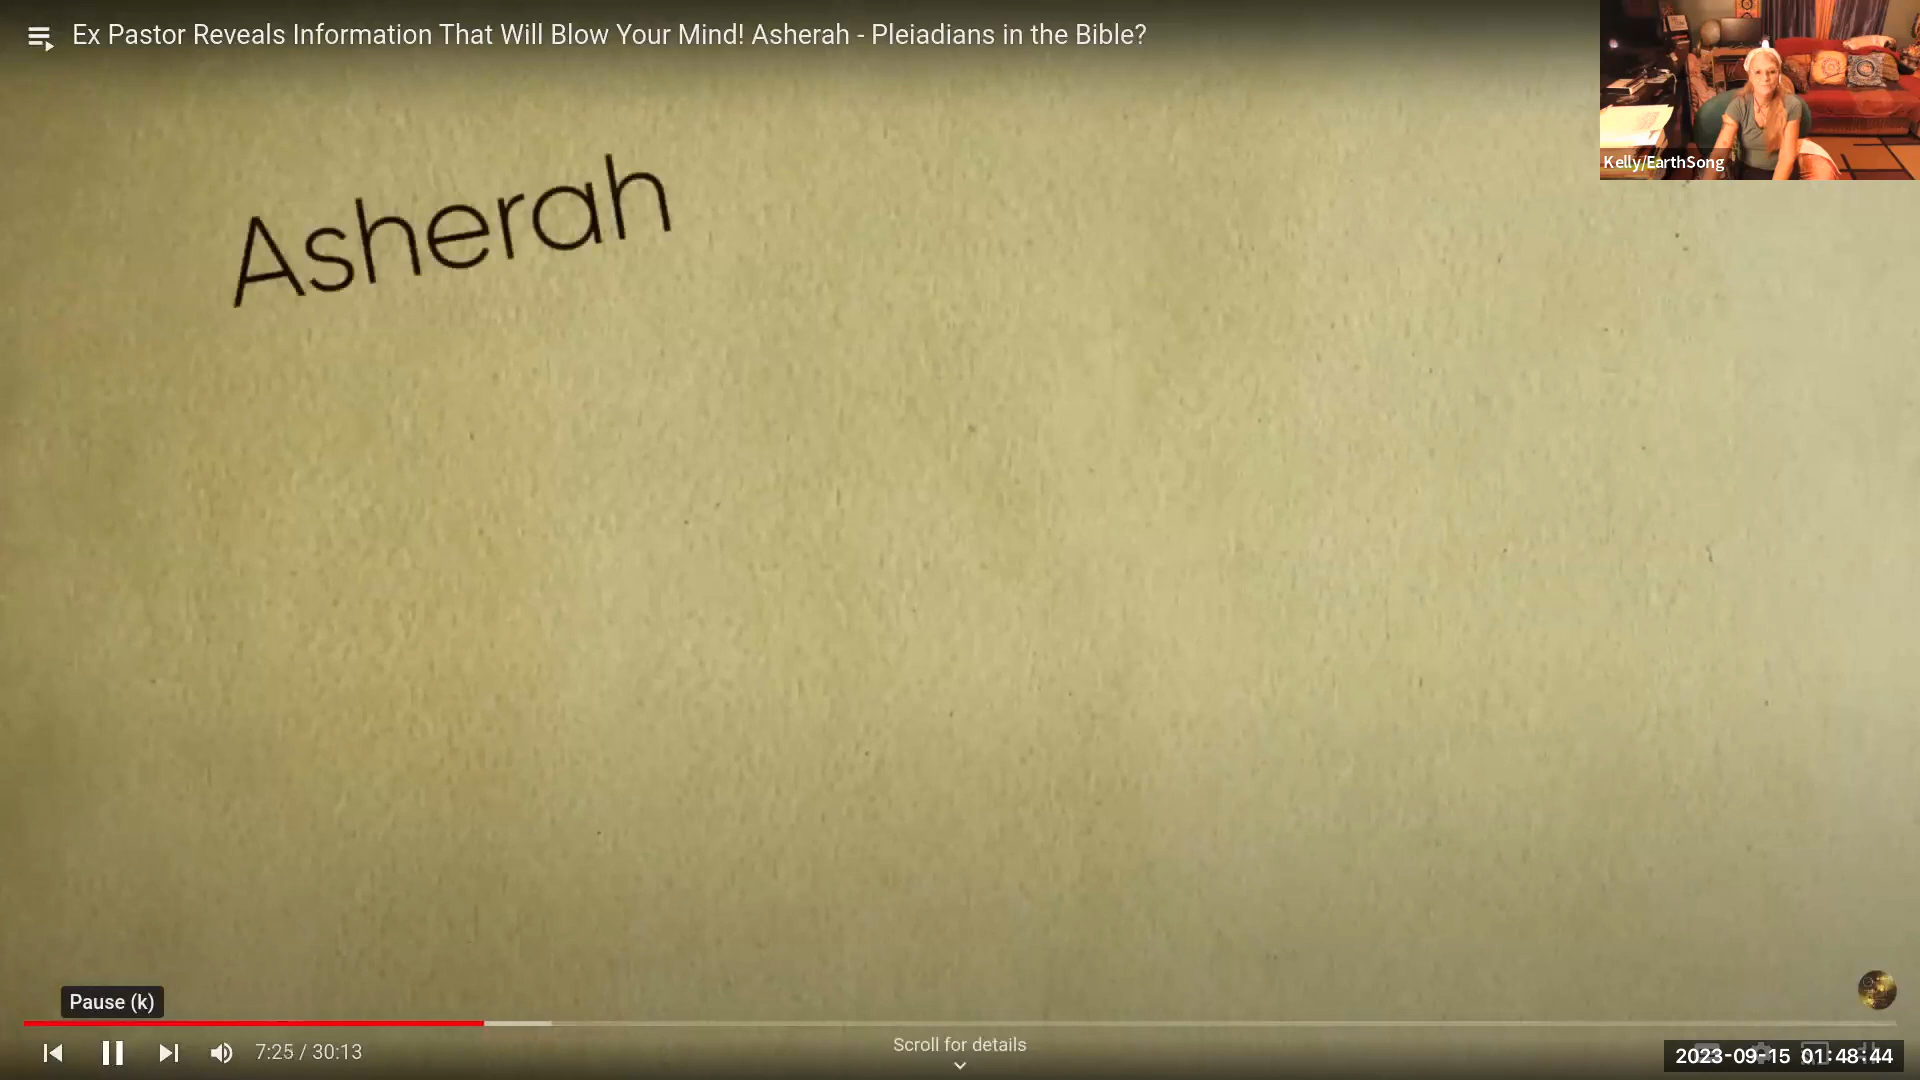 Ex Pastor Reveals Information That Will Blow Your Mind! Asherah - Pleiadians in the Bible?
Kelly/EarthSong
Asherah
Pause (k)
7:25 / 30:13
Scroll for details
2023-09-15 01:48:44